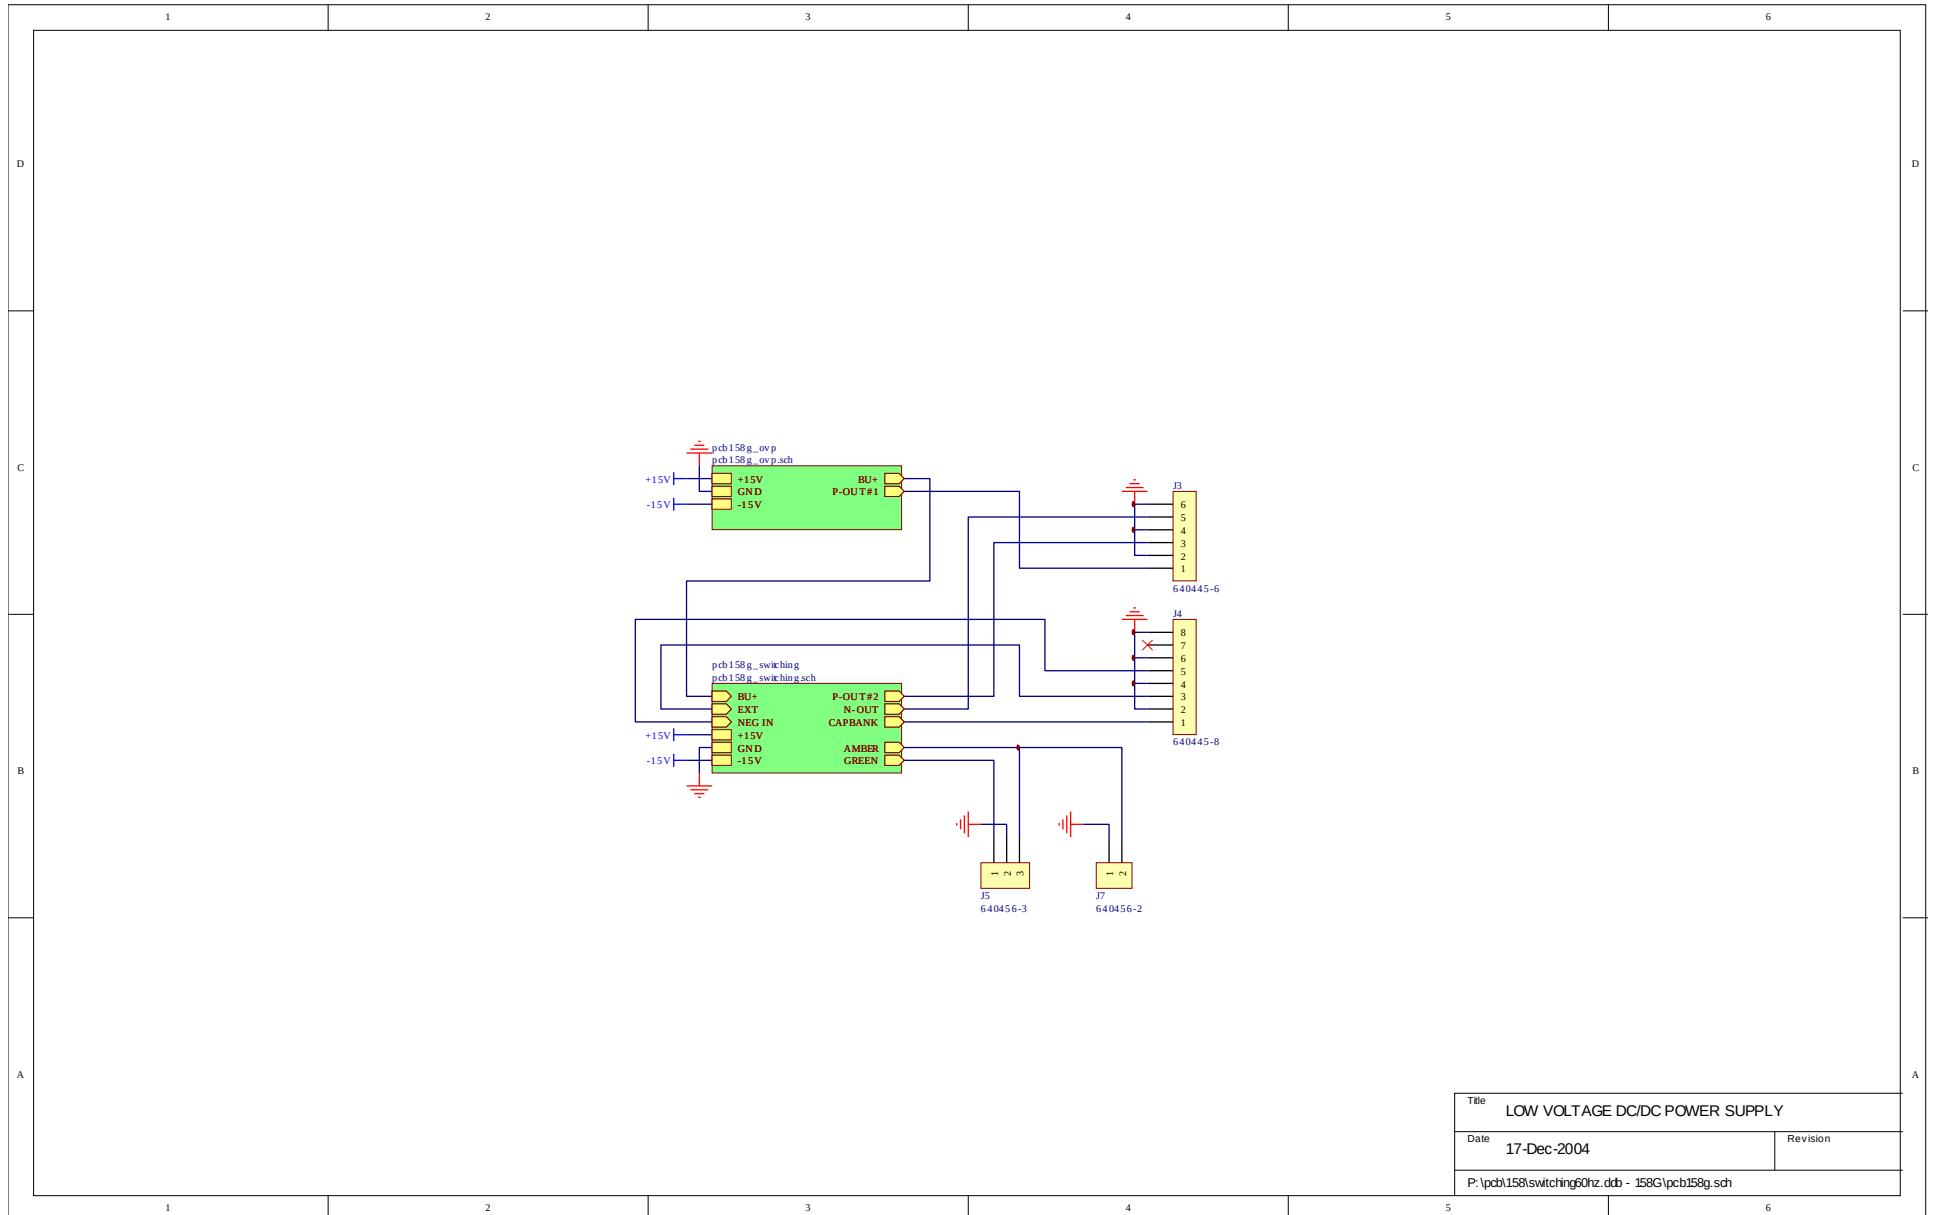 1 2 3 4 5 6
D D
C C
B B
A A
pcb158g_ovp
pcb158g_ovp.sch
+15V
-15V
+15V
GND
-15V
BU+
P-OUT#1
J3
6
5
4
3
2
1
640445-6
J4
8
7
6
5
4
3
2
1
640445-8
pcb158g_switching
pcb158g_switching.sch
+15V
-15V
BU+
EXT
NEG IN
+15V
GND
-15V
P-OUT#2
N-OUT
CAPBANK
AMBER
GREEN
1 2 3
J5
640456-3
1 2
J7
640456-2
Title
LOW VOLTAGE DC/DC POWER SUPPLY
Date
17-Dec-2004
Revision
P:\pcb\158\switching60hz.ddb - 158G\pcb158g.sch
1 2 3 4 5 6